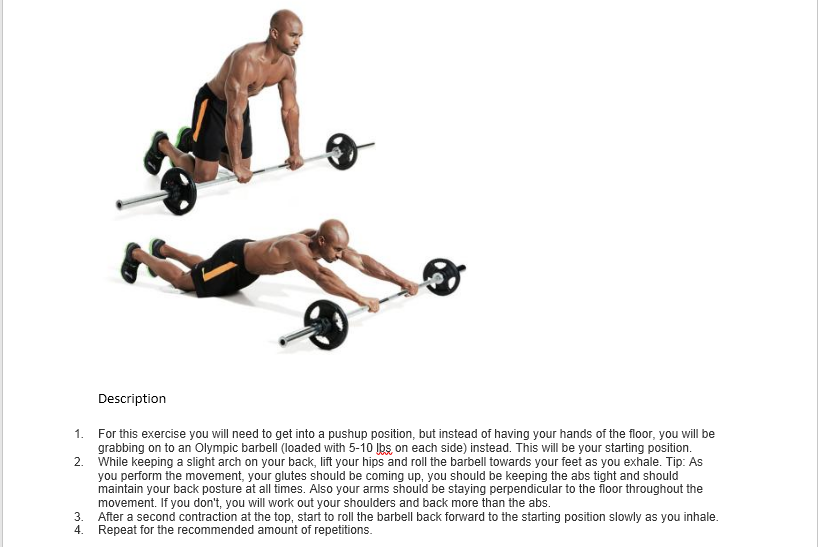 Description
1. For this exercise you will need to get into a pushup position, but instead of having your hands of the floor, you will be
grabbing on to an Olympic barbell (loaded with 5-10 lbs on each side) instead. This will be your starting position.
2. While keeping a slight arch on your back, lift your hips and roll the barbell towards your feet as you exhale. Tip: As
you perform the movement, your glutes should be coming up, you should be keeping the abs tight and should
maintain your back posture at all times. Also your arms should be staying perpendicular to the floor throughout the
movement. If you don't, you will work out your shoulders and back more than the abs.
3. After a second contraction at the top, start to roll the barbell back forward to the starting position slowly as you inhale.
4. Repeat for the recommended amount of repetitions.